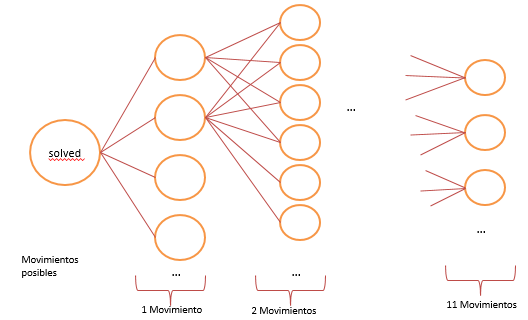 solved
...
Movimientos
posibles
...
...
...
1 Movimiento
2 Movimientos
11 Movimientos